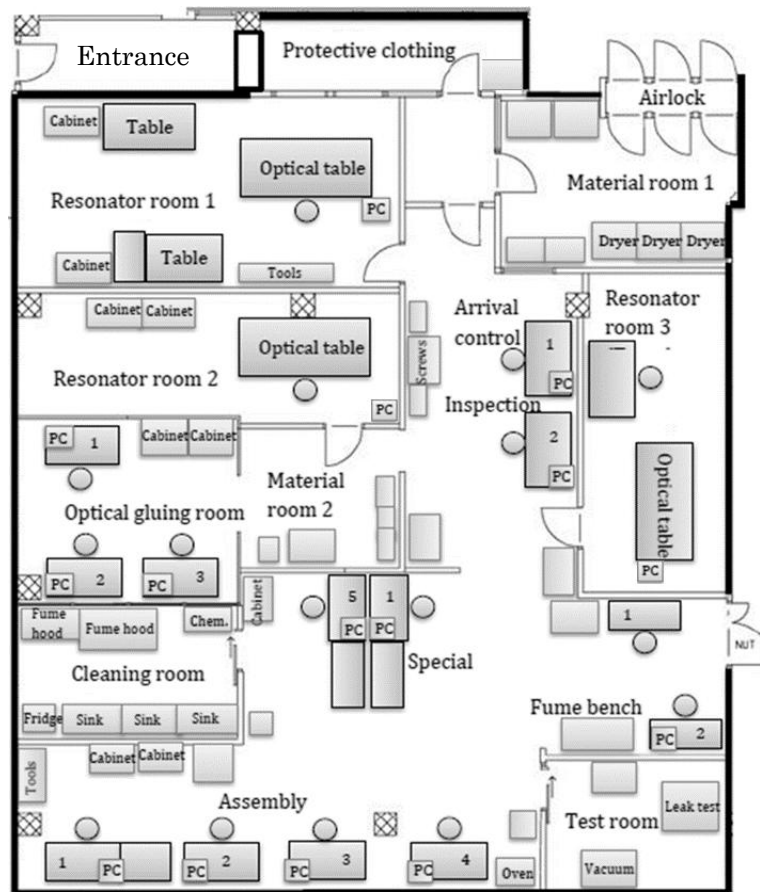 Entrance
Protective clothing
Airlock
Cabinet
Table
Optical table
Resonator room 1
PC
Material room 1
Cabinet
Table
Tools
Dryer
Dryer
Dryer
Cabinet
Cabinet
Optical table
Resonator room 2
PC
Arrival
control
1
PC
Screws
Inspection
2
PC
Resonator
room 3
Optical table
PC
PC
1
Cabinet
Cabinet
Optical gluing room
PC
2
PC
3
Material
room 2
Fume
hood
Fume hood
Chem.
Cabinet
5
PC
1
PC
Special
1
NUT
Cleaning room
Fridge
Sink
Sink
Sink
Fume bench
PC
2
Tools
Cabinet
Cabinet
Assembly
1
PC
2
PC
3
PC
4
PC
Oven
Test room
Leak test
Vacuum